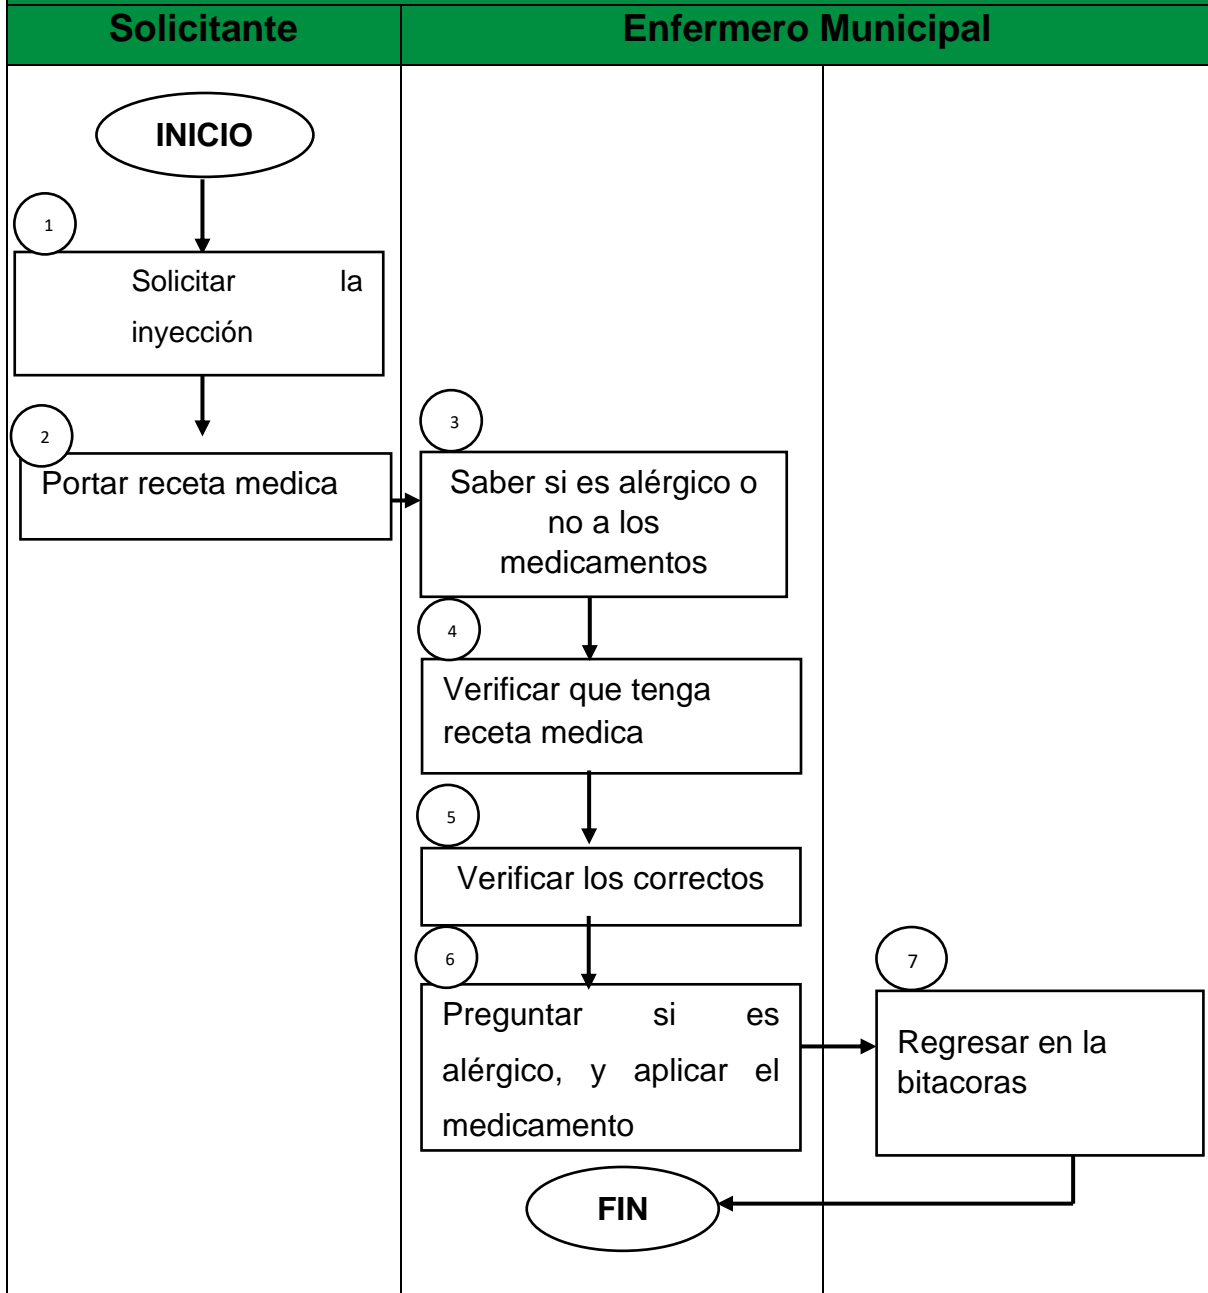 Solicitante
Enfermero Municipal
INICIO
1
Solicitar la
inyección
2
Portar receta medica
3
Saber si es alérgico o
no a los
medicamentos
4
Verificar que tenga
receta medica
5
Verificar los correctos
6
Preguntar si es
alérgico, y aplicar el
medicamento
7
Regresar en la
bitacoras
FIN